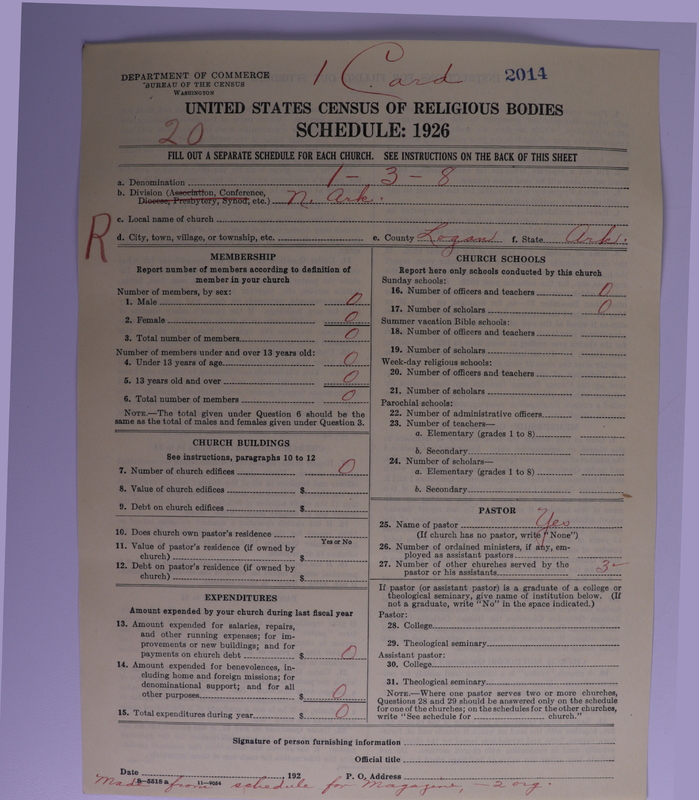 1 Card
2014
DEPARTMENT OF COMMERCE
BUREAU OF THE CENSUS
WASHINGTON
UNITED STATES CENSUS OF RELIGIOUS BODIES
20
SCHEDULE: 1926
FILL OUT A SEPARATE SCHEDULE FOR EACH CHURCH. SEE INSTRUCTIONS ON THE BACK OF THIS SHEET
a. Denomination 1-3-8
b. Division (Association, Conference,
Diocese, Presbytery, Synod, etc.) N. Ark.
c. Local name of church
R
d. City, town, village, or township, etc. e. County Logan f. State Ark.
MEMBERSHIP
Report number of members according to definition of
member in your church
Number of members, by sex:
1. Male 0
2. Female 0
3. Total number of members 0
Number of members under and over 13 years old:
4. Under 13 years of age 0
5. 13 years old and over 0
6. Total number of members 0
NOTE.—The total given under Question 6 should be the
same as the total of males and females given under Question 3.
CHURCH BUILDINGS
See instructions, paragraphs 10 to 12
7. Number of church edifices 0
8. Value of church edifices $
9. Debt on church edifices $
10. Does church own pastor's residence
Yes or No
11. Value of pastor's residence (if owned by
church) $
12. Debt on pastor's residence (if owned by
church) $
EXPENDITURES
Amount expended by your church during last fiscal year
13. Amount expended for salaries, repairs,
and other running expenses; for im-
provements or new buildings; and for
payments on church debt $ 0
14. Amount expended for benevolences, in-
cluding home and foreign missions; for
denominational support; and for all
other purposes $ 0
15. Total expenditures during year $ 0
CHURCH SCHOOLS
Report here only schools conducted by this church
Sunday schools:
16. Number of officers and teachers 0
17. Number of scholars 0
Summer vacation Bible schools:
18. Number of officers and teachers
19. Number of scholars
Week-day religious schools:
20. Number of officers and teachers
21. Number of scholars
Parochial schools:
22. Number of administrative officers
23. Number of teachers—
a. Elementary (grades 1 to 8)
b. Secondary
24. Number of scholars—
a. Elementary (grades 1 to 8)
b. Secondary
PASTOR
25. Name of pastor Yes
(If church has no pastor, write "None")
26. Number of ordained ministers, if any, em-
ployed as assistant pastors
27. Number of other churches served by the
pastor or his assistants 3-
If pastor (or assistant pastor) is a graduate of a college or
theological seminary, give name of institution below. (If
not a graduate, write "No" in the space indicated.)
Pastor:
28. College
29. Theological seminary
Assistant pastor:
30. College
31. Theological seminary
NOTE.—Where one pastor serves two or more churches,
Questions 28 and 29 should be answered only on the schedule
for one of the churches; on the schedules for the other churches,
write "See schedule for church."
Signature of person furnishing information
Official title
Date 192 P. O. Address
8-5518 a 11-9034
Made from schedule for Magazine, -2 org.